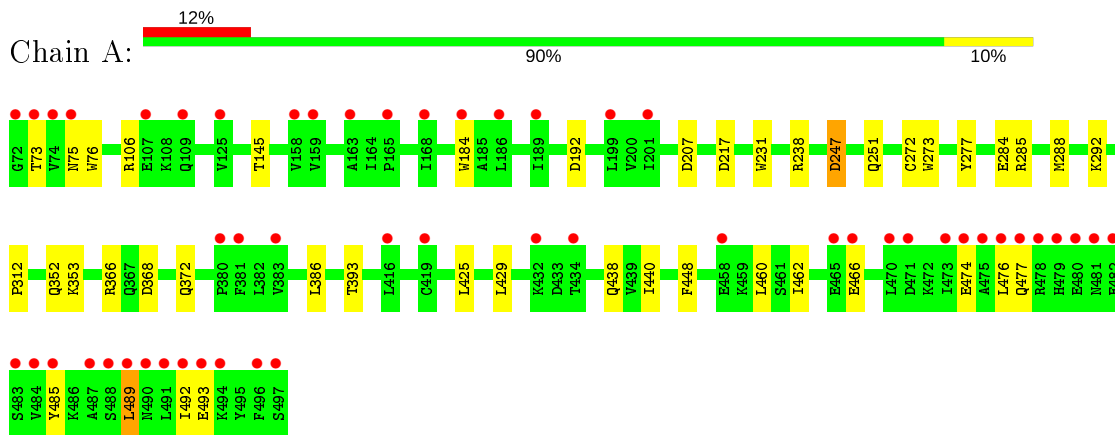 12%
Chain A:
90%
10%
G72 T73 V74 N75 W76 R106 E107 K108 Q109 V125 T145 V158 V159 A163 I164 P165 I168 W184 A185 L186 I189 D192 L199 V200 I201 D207 D217 W231 R238 D247 Q251 C272 W273 Y277 E284 R285 M288 K292
P312 Q352 K353 R366 Q367 D368 Q372 P380 F381 L382 V383 L386 T393 L416 C419 L425 L429 K432 D433 T434 Q438 V439 I440 F448 E458 K459 L460 S461 I462 E465 E466 L470 D471 K472 I473 E474 A475 L476 Q477 R478 H479 E480 N481
S483 V484 Y485 K486 A487 S488 L489 N490 L491 I492 E493 K494 Y495 F496 S497